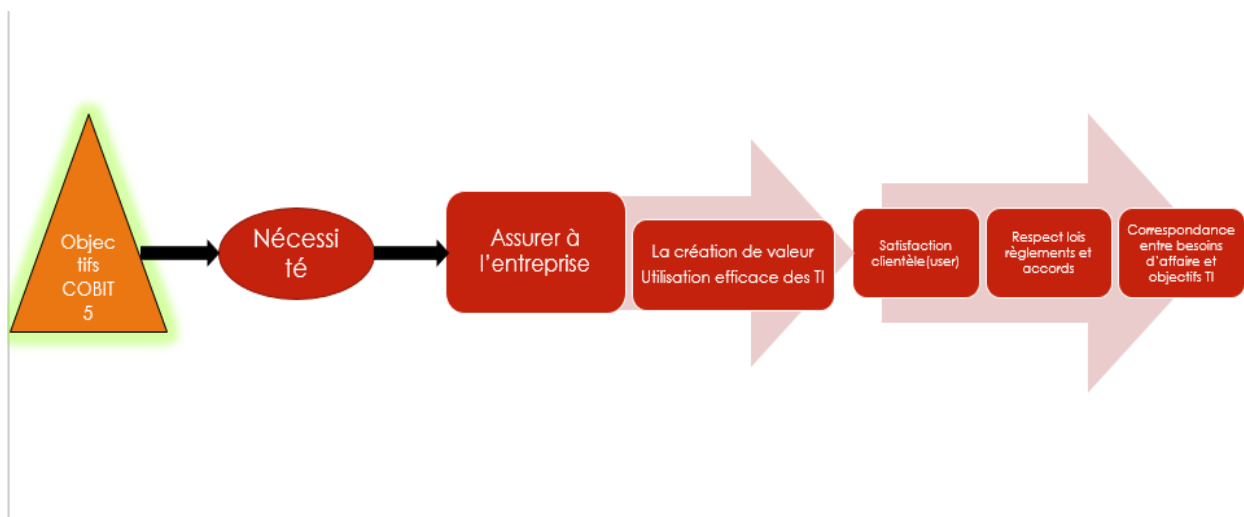 Objec
tifs
COBIT
5
Nécessi
té
Assurer à
l'entreprise
La création de valeur
Utilisation efficace des TI
Satisfaction
clientèle(user)
Respect lois
règlements et
accords
Correspondance
entre besoins
d'affaire et
objectifs TI